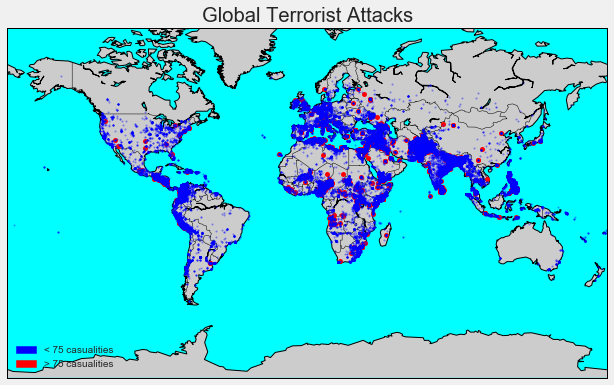 Global Terrorist Attacks
< 75 casualities
> 75 casualities